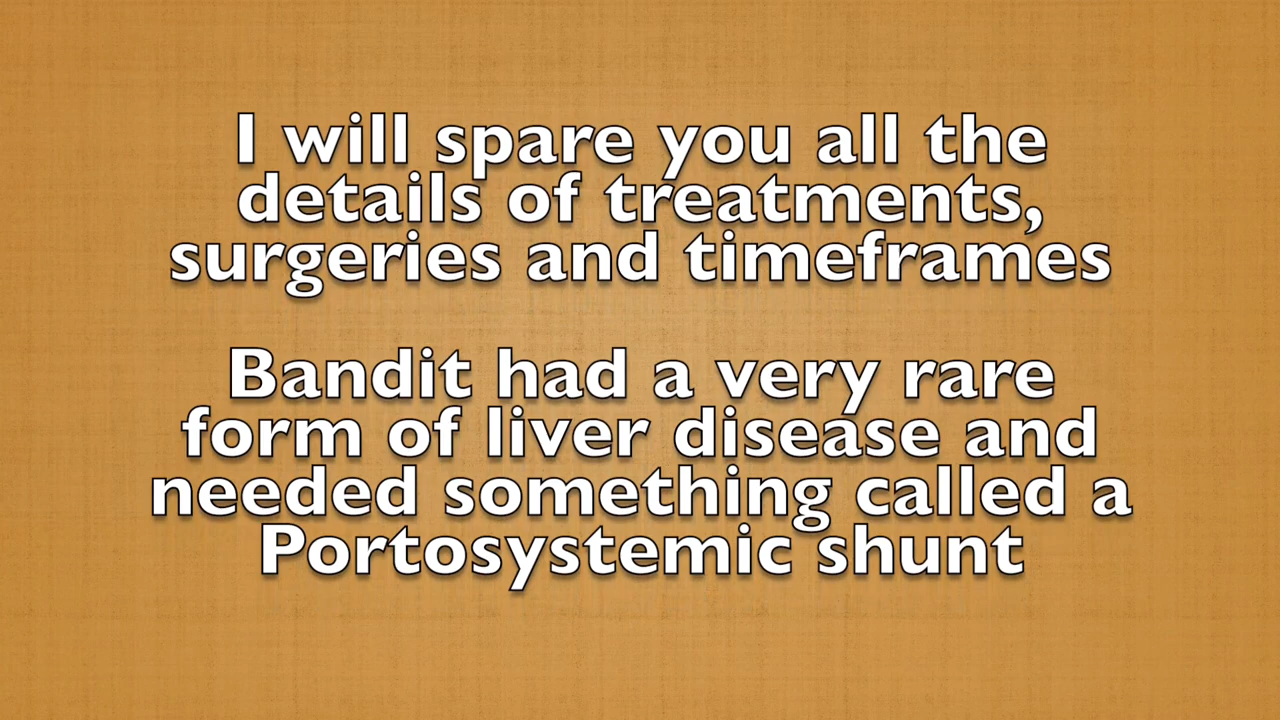 I will spare you all the
details of treatments,
surgeries and timeframes
Bandit had a very rare
form of liver disease and
needed something called a
Portosystemic shunt